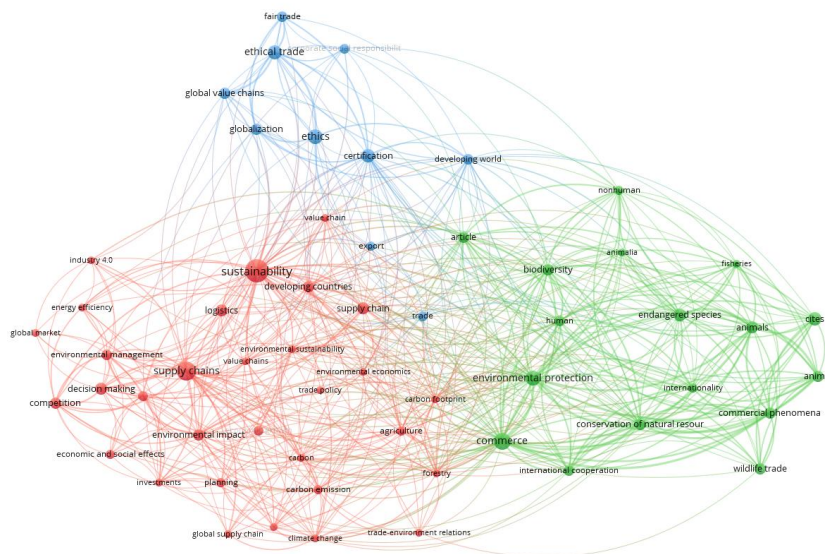 fair trade
ethical trade
corporate social responsibilit
global value chains
globalization
ethics
certification
developing world
nonhuman
value chain
article
export
animalia
industry 4.0
sustainability
biodiversity
fisheries
developing countries
energy efficiency
logistics
supply chain
trade
human
endangered species
animals
cites
global market
environmental management
environmental sustainability
value chains
supply chains
environmental economics
environmental protection
anim
decision making
trade policy
internationality
competition
carbon footprint
commercial phenomena
environmental impact
agriculture
commerce
conservation of natural resour
economic and social effects
carbon
international cooperation
wildlife trade
investments
planning
carbon emission
forestry
global supply chain
climate change
trade-environment relations